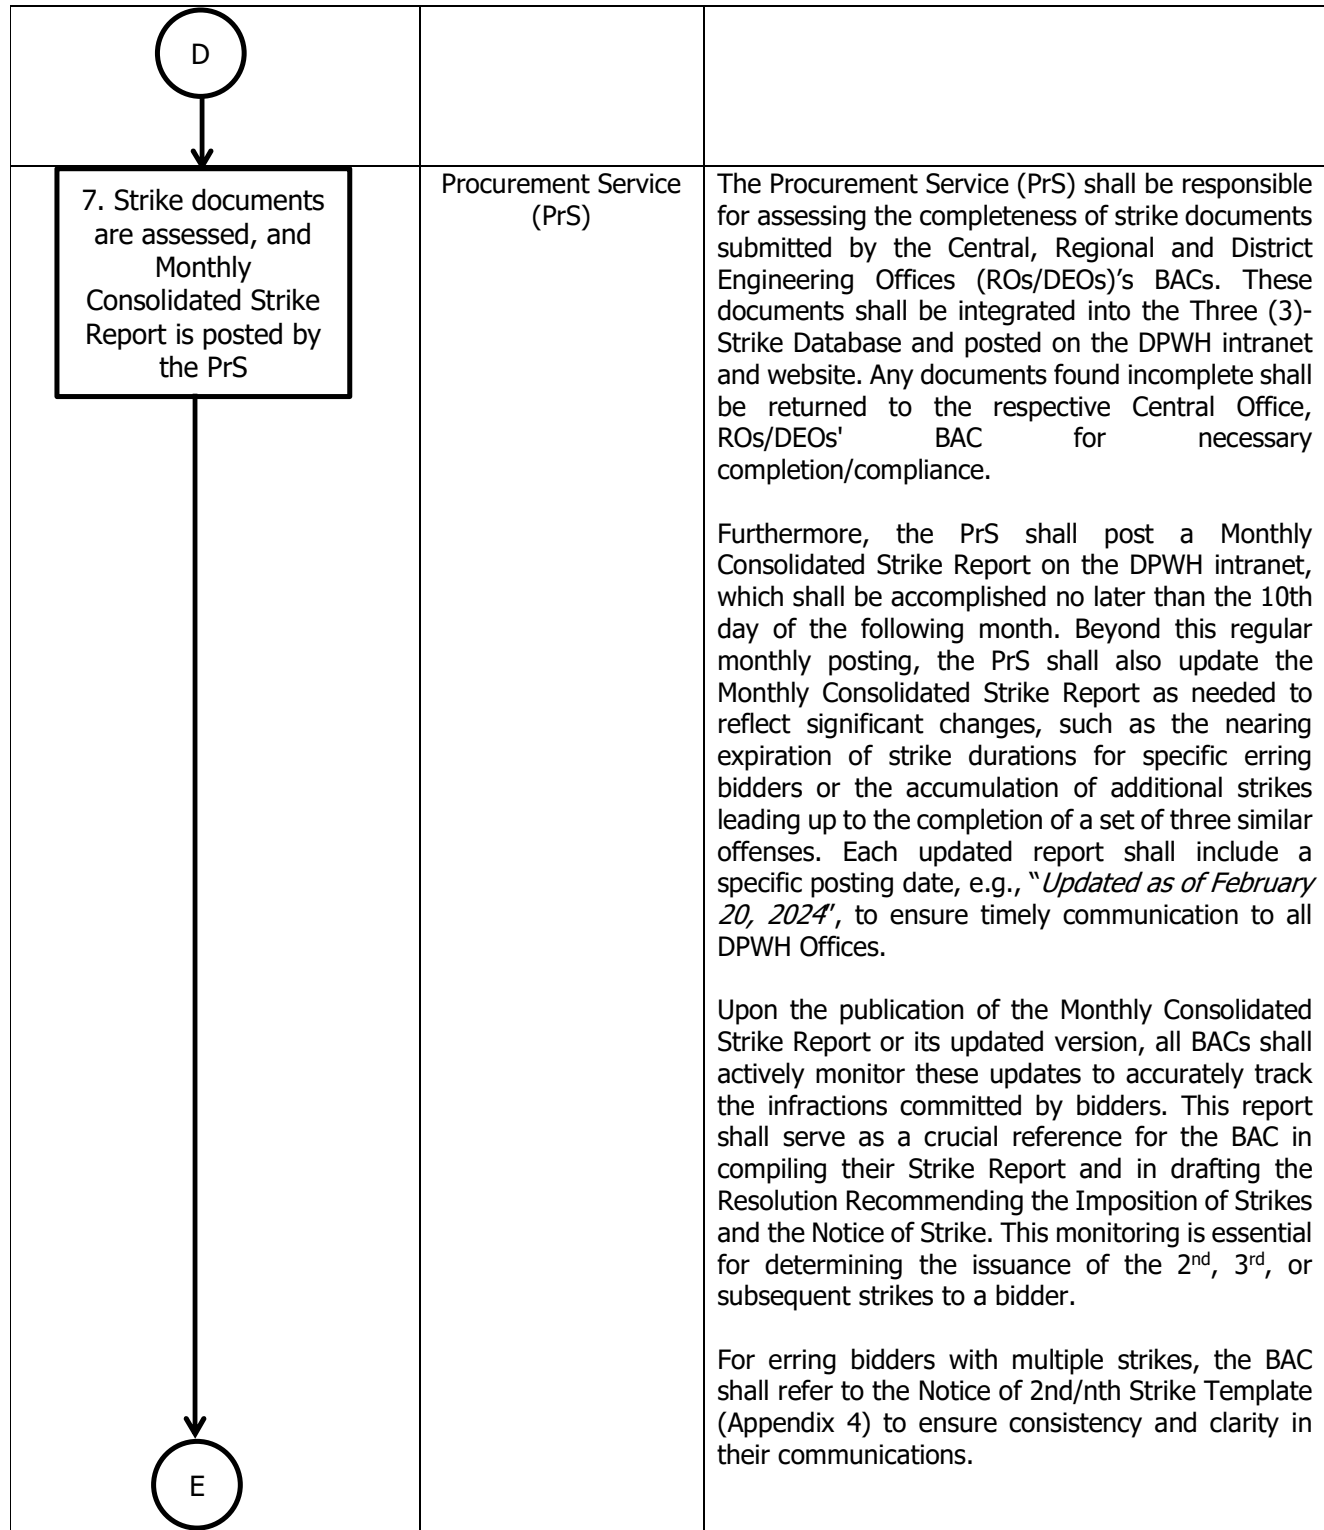 D
7. Strike documents
are assessed, and
Monthly
Consolidated Strike
Report is posted by
the PrS
Procurement Service
(PrS)
The Procurement Service (PrS) shall be responsible
for assessing the completeness of strike documents
submitted by the Central, Regional and District
Engineering Offices (ROs/DEOs)’s BACs. These
documents shall be integrated into the Three (3)-
Strike Database and posted on the DPWH intranet
and website. Any documents found incomplete shall
be returned to the respective Central Office,
ROs/DEOs' BAC for necessary
completion/compliance.
Furthermore, the PrS shall post a Monthly
Consolidated Strike Report on the DPWH intranet,
which shall be accomplished no later than the 10th
day of the following month. Beyond this regular
monthly posting, the PrS shall also update the
Monthly Consolidated Strike Report as needed to
reflect significant changes, such as the nearing
expiration of strike durations for specific erring
bidders or the accumulation of additional strikes
leading up to the completion of a set of three similar
offenses. Each updated report shall include a
specific posting date, e.g., “Updated as of February
20, 2024”, to ensure timely communication to all
DPWH Offices.
Upon the publication of the Monthly Consolidated
Strike Report or its updated version, all BACs shall
actively monitor these updates to accurately track
the infractions committed by bidders. This report
shall serve as a crucial reference for the BAC in
compiling their Strike Report and in drafting the
Resolution Recommending the Imposition of Strikes
and the Notice of Strike. This monitoring is essential
for determining the issuance of the 2nd, 3rd, or
subsequent strikes to a bidder.
For erring bidders with multiple strikes, the BAC
shall refer to the Notice of 2nd/nth Strike Template
(Appendix 4) to ensure consistency and clarity in
their communications.
E